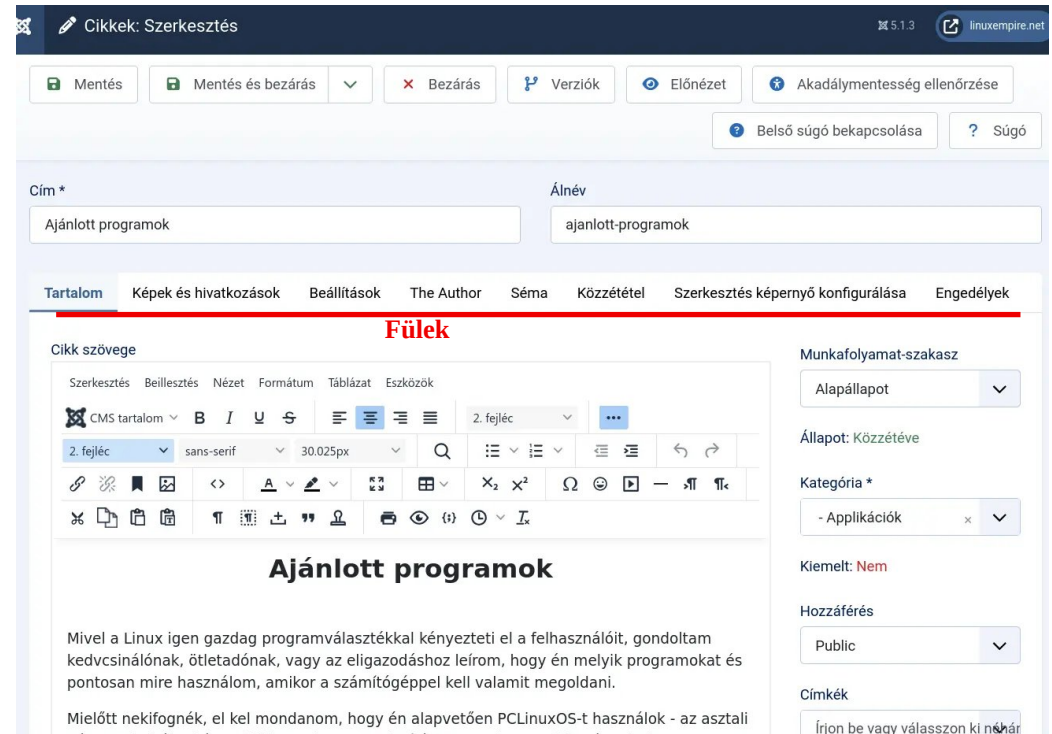 Cikkek: Szerkesztés
5.1.3
linuxempire.net
Mentés
Mentés és bezárás
Bezárás
Verziók
Előnézet
Akadálymentesség ellenőrzése
Belső súgó bekapcsolása
? Súgó
Cím *
Álnév
Ajánlott programok
ajanlott-programok
Tartalom
Képek és hivatkozások
Beállítások
The Author
Séma
Közzététel
Szerkesztés képernyő konfigurálása
Engedélyek
Fülek
Cikk szövege
Szerkesztés Beillesztés Nézet Formátum Táblázat Eszközök
CMS tartalom
2. fejléc
2. fejléc
sans-serif
30.025px
Ajánlott programok
Mivel a Linux igen gazdag programválasztékkal kényezteti el a felhasználóit, gondoltam
kedvcsinálónak, ötletadónak, vagy az eligazodáshoz leírom, hogy én melyik programokat és
pontosan mire használom, amikor a számítógéppel kell valamit megoldani.
Mielőtt nekifognék, el kel mondanom, hogy én alapvetően PCLinuxOS-t használok - az asztali
Munkafolyamat-szakasz
Alapállapot
Állapot: Közzétéve
Kategória *
- Applikációk
Kiemelt: Nem
Hozzáférés
Public
Címkék
Írjon be vagy válasszon ki néhár